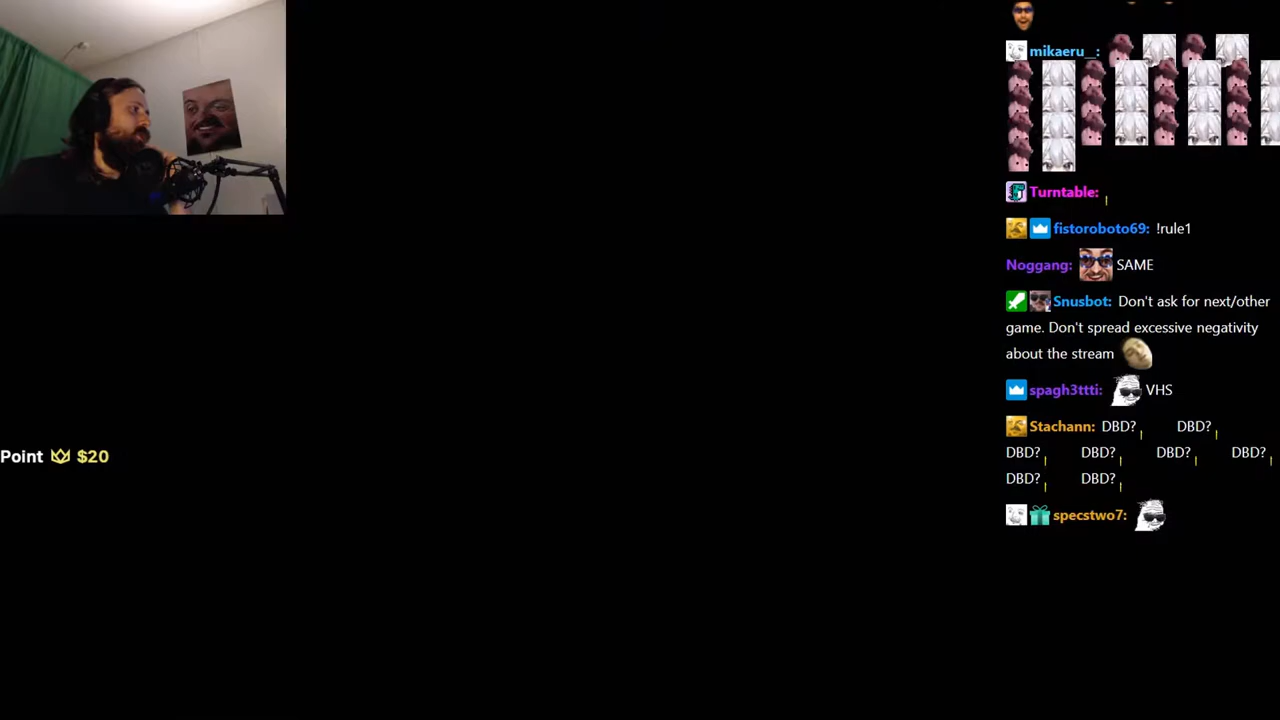 mikaeru__:
Turntable:
fistoroboto69: !rule1
Noggang: SAME
Snusbot: Don't ask for next/other
game. Don't spread excessive negativity
about the stream
spagh3ttti: VHS
Stachann: DBD? DBD?
DBD? DBD? DBD? DBD?
DBD? DBD?
Point $20
specstwo7: